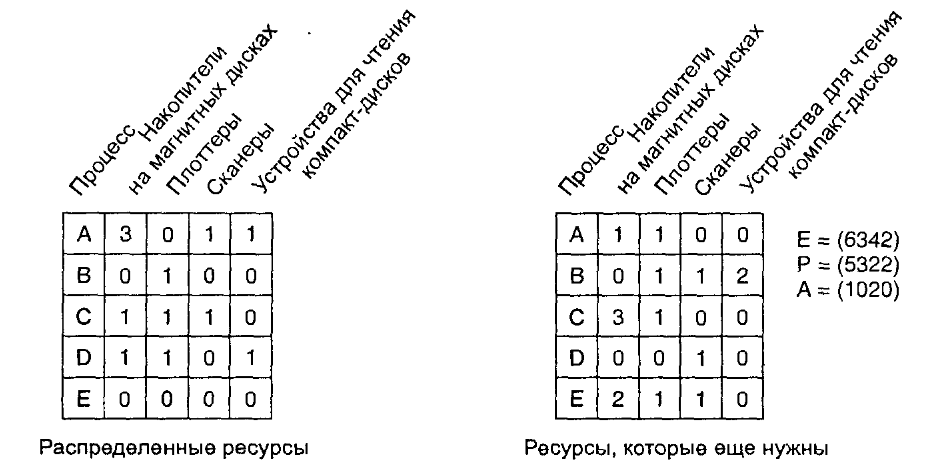 Процесс
Накопители
на магнитных дисках
Плоттеры
Сканеры
Устройства для чтения
компакт-дисков
A 3 0 1 1
B 0 1 0 0
C 1 1 1 0
D 1 1 0 1
E 0 0 0 0
Распределенные ресурсы
Процесс
Накопители
на магнитных дисках
Плоттеры
Сканеры
Устройства для чтения
компакт-дисков
A 1 1 0 0
B 0 1 1 2
C 3 1 0 0
D 0 0 1 0
E 2 1 1 0
Ресурсы, которые еще нужны
E = (6342)
P = (5322)
A = (1020)